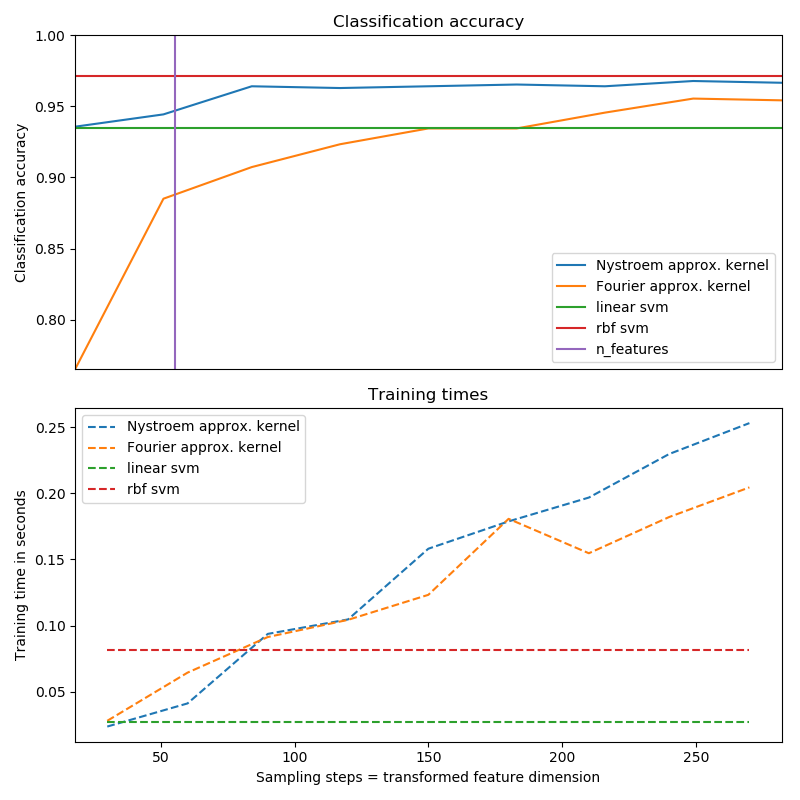 Classification accuracy
Classification accuracy
1.00
0.95
0.90
0.85
0.80
Nystroem approx. kernel
Fourier approx. kernel
linear svm
rbf svm
n_features
Training times
Training time in seconds
0.25
0.20
0.15
0.10
0.05
Nystroem approx. kernel
Fourier approx. kernel
linear svm
rbf svm
50 100 150 200 250
Sampling steps = transformed feature dimension